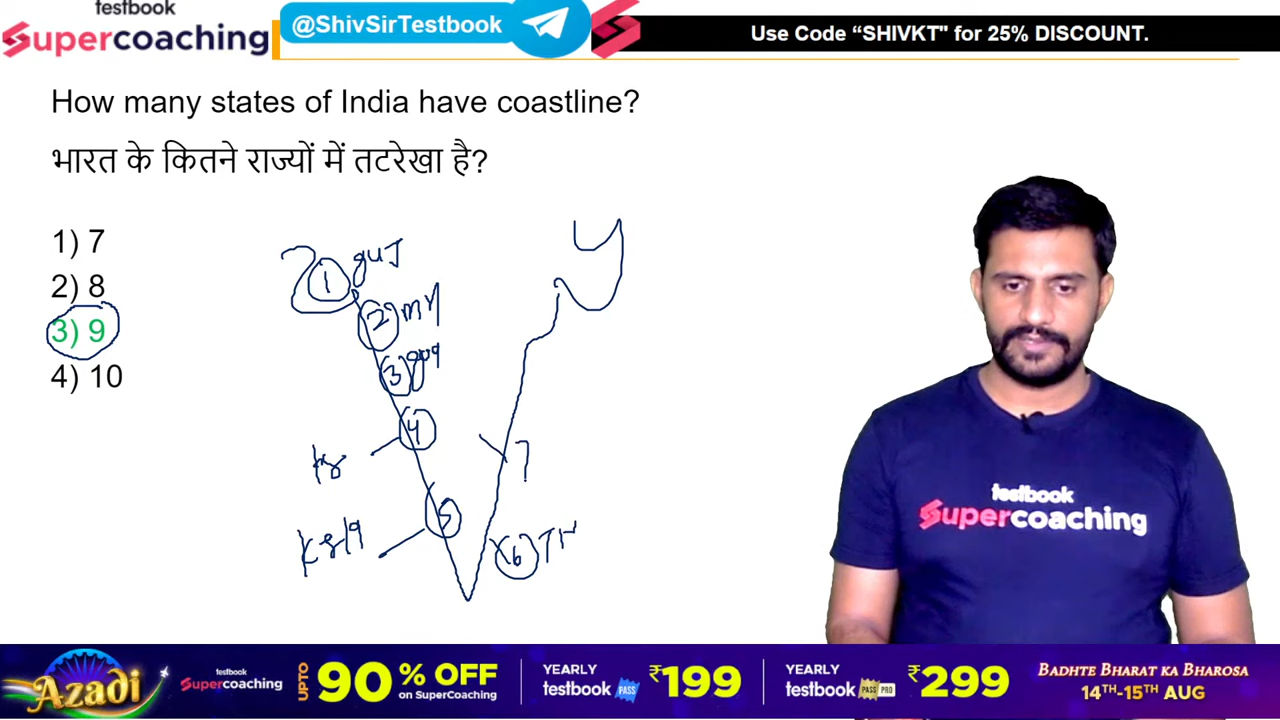 testbook
Supercoaching
@ShivSirTestbook
Use Code “SHIVKT" for 25% DISCOUNT.
How many states of India have coastline?
भारत के कितने राज्यों में तटरेखा है?
1) 7
2) 8
3) 9
4) 10
1 guJ
2
3
4
5
6
7
testbook
Supercoaching
Azadi
testbook
Supercoaching
UPTO 90% OFF
on SuperCoaching
YEARLY
testbook PASS
₹199
YEARLY
testbook PASS PRO
₹299
BADHTE BHARAT KA BHAROSA
14TH-15TH AUG